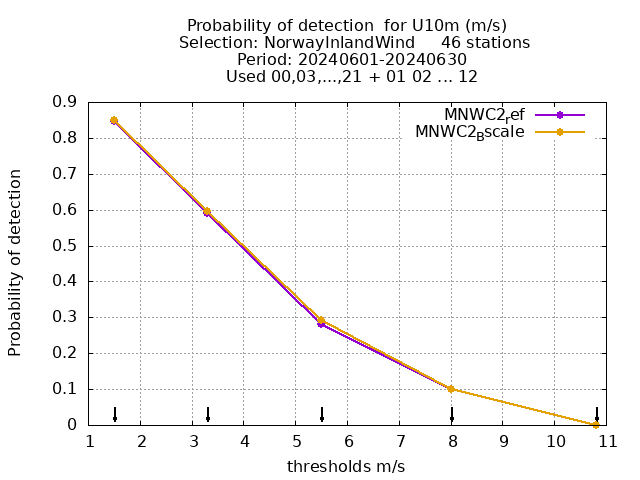 Probability of detection  for U10m (m/s)
Selection: NorwayInlandWind     46 stations
Period: 20240601-20240630
Used 00,03,...,21 + 01 02 ... 12
MNWC2ref
MNWC2Bscale
Probability of detection
0.9
0.8
0.7
0.6
0.5
0.4
0.3
0.2
0.1
0
1 2 3 4 5 6 7 8 9 10 11
thresholds m/s